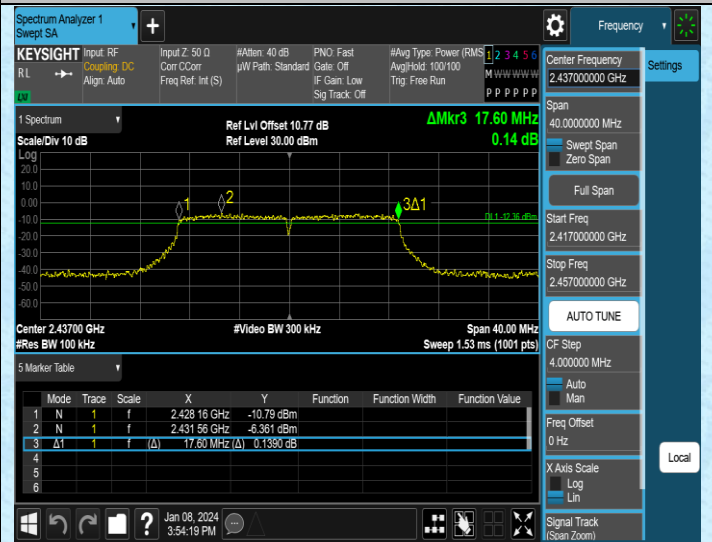 Spectrum Analyzer 1
Swept SA
+
Frequency
KEYSIGHT
RL
Input: RF
Coupling: DC
Align: Auto
Input Z: 50 Ω
Corr CCorr
Freq Ref: Int (S)
#Atten: 40 dB
µW Path: Standard
PNO: Fast
Gate: Off
IF Gain: Low
Sig Track: Off
#Avg Type: Power (RMS
Avg|Hold: 100/100
Trig: Free Run
1 2 3 4 5 6
M W W W W W
P P P P P P
1 Spectrum
Scale/Div 10 dB
Ref Lvl Offset 10.77 dB
Ref Level 30.00 dBm
ΔMkr3 17.60 MHz
0.14 dB
Log
20.0
10.0
0.00
-10.0
-20.0
-30.0
-40.0
-50.0
-60.0
1
2
3Δ1
DL1 -12.36 dBm
Center 2.43700 GHz
#Res BW 100 kHz
#Video BW 300 kHz
Span 40.00 MHz
Sweep 1.53 ms (1001 pts)
5 Marker Table
Mode Trace Scale X Y Function Function Width Function Value
1 N 1 f 2.428 16 GHz -10.79 dBm
2 N 1 f 2.431 56 GHz -6.361 dBm
3 Δ1 1 f (Δ) 17.60 MHz (Δ) 0.1390 dB
4
5
6
?
Jan 08, 2024
3:54:19 PM
Center Frequency
2.437000000 GHz
Span
40.0000000 MHz
Swept Span
Zero Span
Full Span
Start Freq
2.417000000 GHz
Stop Freq
2.457000000 GHz
AUTO TUNE
CF Step
4.000000 MHz
Auto
Man
Freq Offset
0 Hz
X Axis Scale
Log
Lin
Signal Track
(Span Zoom)
Settings
Local